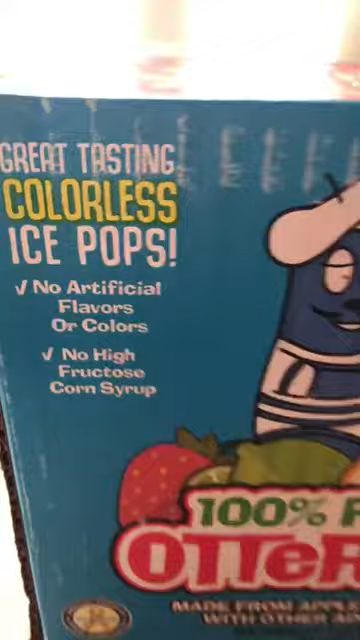 GREAT TASTING
COLORLESS
ICE POPS!
√ No Artificial
Flavors
Or Colors
√ No High
Fructose
Corn Syrup
100%
OTTER
MADE FROM APPLE
WITH OTHER